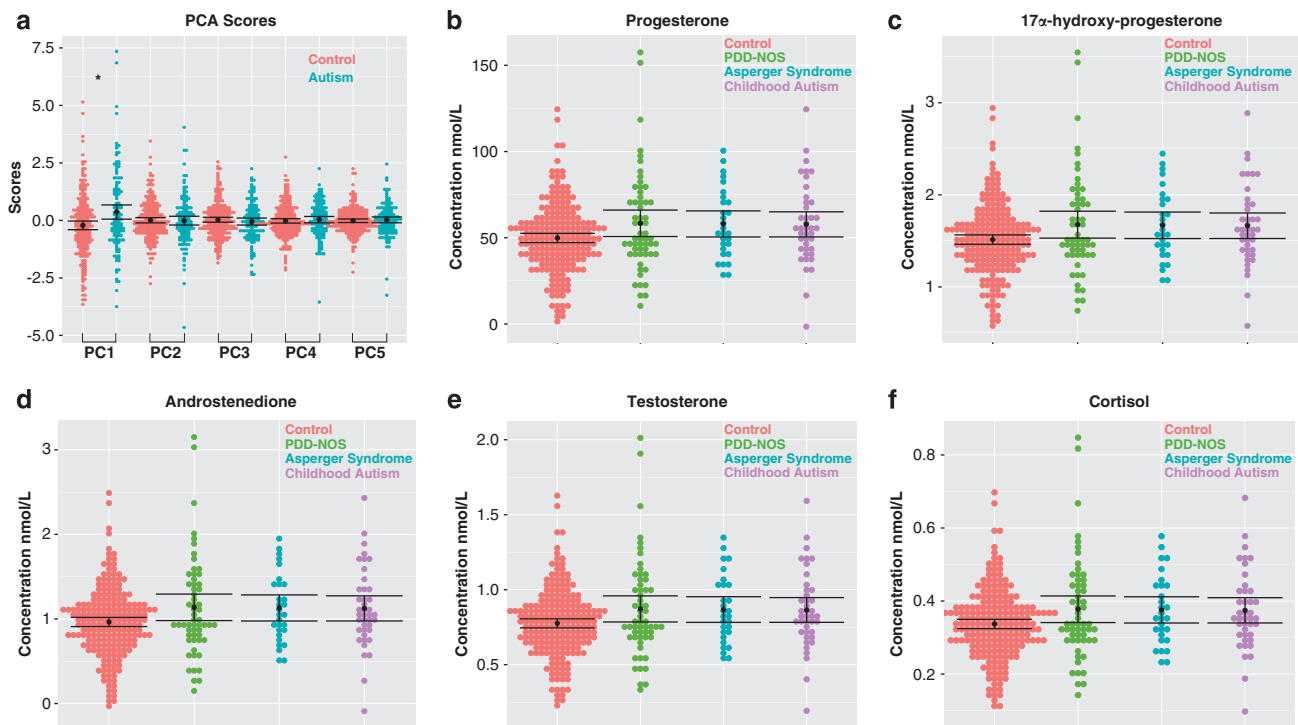 a
PCA Scores
Control
Autism
*
Scores
7.5
5.0
2.5
0.0
-2.5
-5.0
PC1 PC2 PC3 PC4 PC5
b
Progesterone
Control
PDD-NOS
Asperger Syndrome
Childhood Autism
Concentration nmol/L
150
100
50
0
c
17α-hydroxy-progesterone
Control
PDD-NOS
Asperger Syndrome
Childhood Autism
Concentration nmol/L
3
2
1
d
Androstenedione
Control
PDD-NOS
Asperger Syndrome
Childhood Autism
Concentration nmol/L
3
2
1
0
e
Testosterone
Control
PDD-NOS
Asperger Syndrome
Childhood Autism
Concentration nmol/L
2.0
1.5
1.0
0.5
f
Cortisol
Control
PDD-NOS
Asperger Syndrome
Childhood Autism
Concentration nmol/L
0.8
0.6
0.4
0.2